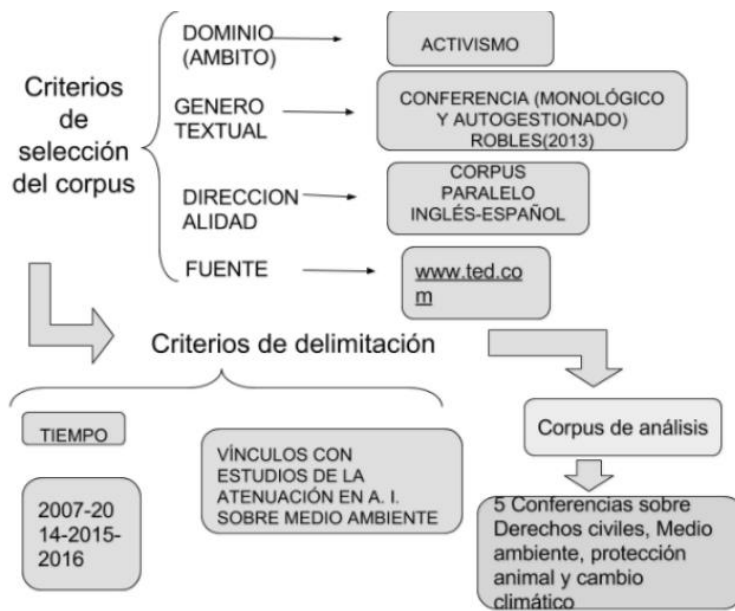 Criterios
de
selección
del corpus
DOMINIO
(AMBITO)
ACTIVISMO
GENERO
TEXTUAL
CONFERENCIA (MONOLÓGICO
Y AUTOGESTIONADO)
ROBLES(2013)
DIRECCION
ALIDAD
CORPUS
PARALELO
INGLÉS-ESPAÑOL
FUENTE
www.ted.co
m
Criterios de delimitación
TIEMPO
2007-20
14-2015-
2016
VÍNCULOS CON
ESTUDIOS DE LA
ATENUACIÓN EN A. I.
SOBRE MEDIO AMBIENTE
Corpus de análisis
5 Conferencias sobre
Derechos civiles, Medio
ambiente, protección
animal y cambio
climático